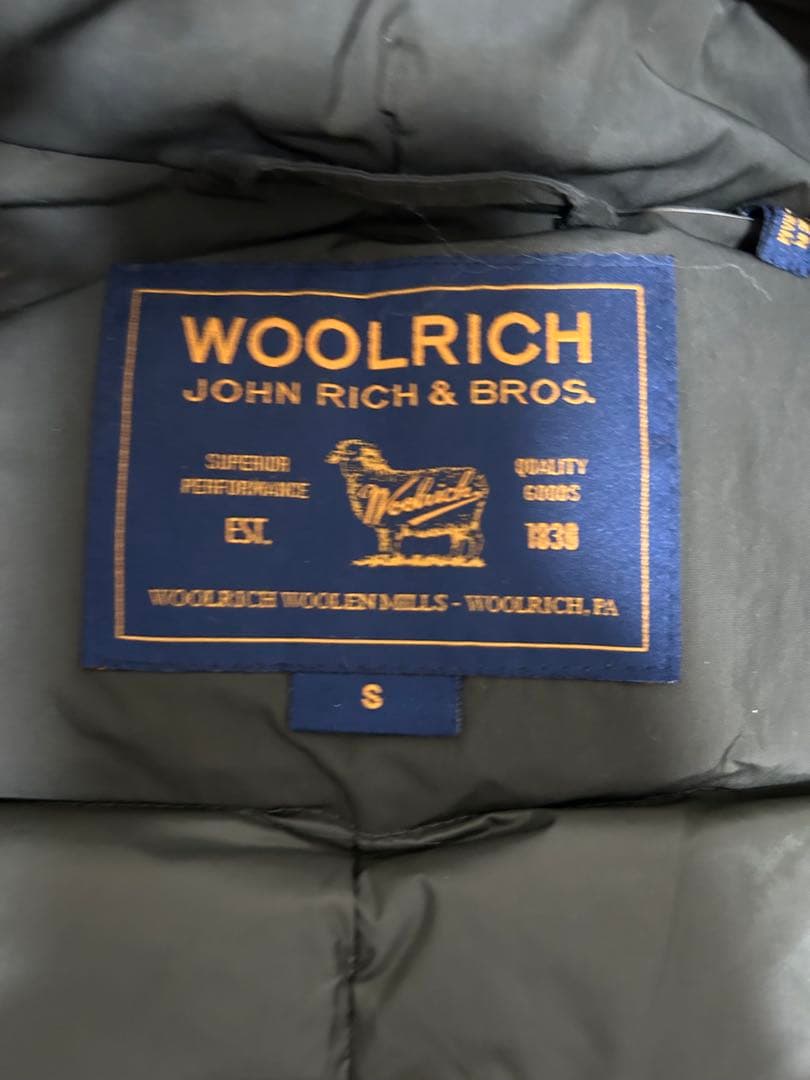 WOOLRICH
JOHN RICH & BROS.
SUPERIOR
PERFORMANCE
EST.
Woolrich
QUALITY
GOODS
1830
WOOLRICH WOOLEN MILLS - WOOLRICH, PA
S